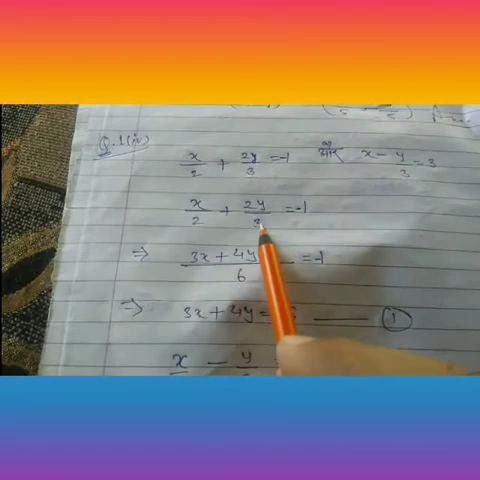 Q.1(iv)
x/2 + 2y/3 = -1 और x - y/3 = 3
x/2 + 2y/3 = -1
⇒ 3x + 4y / 6 = -1
⇒ 3x + 4y = ①
x - y